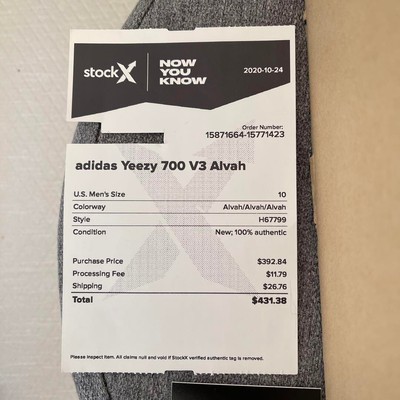 stockX
NOW
YOU
KNOW
2020-10-24
Order Number:
15871664-15771423
adidas Yeezy 700 V3 Alvah
U.S. Men's Size 10
Colorway Alvah/Alvah/Alvah
Style H67799
Condition New; 100% authentic
Purchase Price $392.84
Processing Fee $11.79
Shipping $26.76
Total $431.38
Please inspect item. All claims null and void if StockX verified authentic tag is removed.